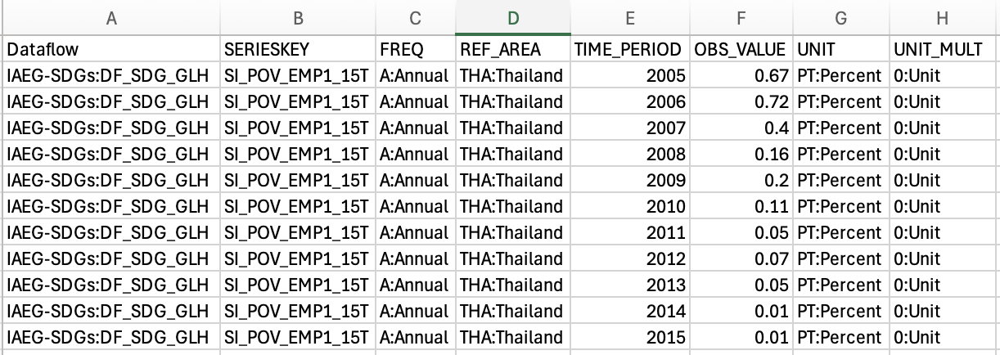 A B C D E F G H
Dataflow SERIESKEY FREQ REF_AREA TIME_PERIOD OBS_VALUE UNIT UNIT_MULT
IAEG-SDGs:DF_SDG_GLH SI_POV_EMP1_15T A:Annual THA:Thailand 2005 0.67 PT:Percent 0:Unit
IAEG-SDGs:DF_SDG_GLH SI_POV_EMP1_15T A:Annual THA:Thailand 2006 0.72 PT:Percent 0:Unit
IAEG-SDGs:DF_SDG_GLH SI_POV_EMP1_15T A:Annual THA:Thailand 2007 0.4 PT:Percent 0:Unit
IAEG-SDGs:DF_SDG_GLH SI_POV_EMP1_15T A:Annual THA:Thailand 2008 0.16 PT:Percent 0:Unit
IAEG-SDGs:DF_SDG_GLH SI_POV_EMP1_15T A:Annual THA:Thailand 2009 0.2 PT:Percent 0:Unit
IAEG-SDGs:DF_SDG_GLH SI_POV_EMP1_15T A:Annual THA:Thailand 2010 0.11 PT:Percent 0:Unit
IAEG-SDGs:DF_SDG_GLH SI_POV_EMP1_15T A:Annual THA:Thailand 2011 0.05 PT:Percent 0:Unit
IAEG-SDGs:DF_SDG_GLH SI_POV_EMP1_15T A:Annual THA:Thailand 2012 0.07 PT:Percent 0:Unit
IAEG-SDGs:DF_SDG_GLH SI_POV_EMP1_15T A:Annual THA:Thailand 2013 0.05 PT:Percent 0:Unit
IAEG-SDGs:DF_SDG_GLH SI_POV_EMP1_15T A:Annual THA:Thailand 2014 0.01 PT:Percent 0:Unit
IAEG-SDGs:DF_SDG_GLH SI_POV_EMP1_15T A:Annual THA:Thailand 2015 0.01 PT:Percent 0:Unit